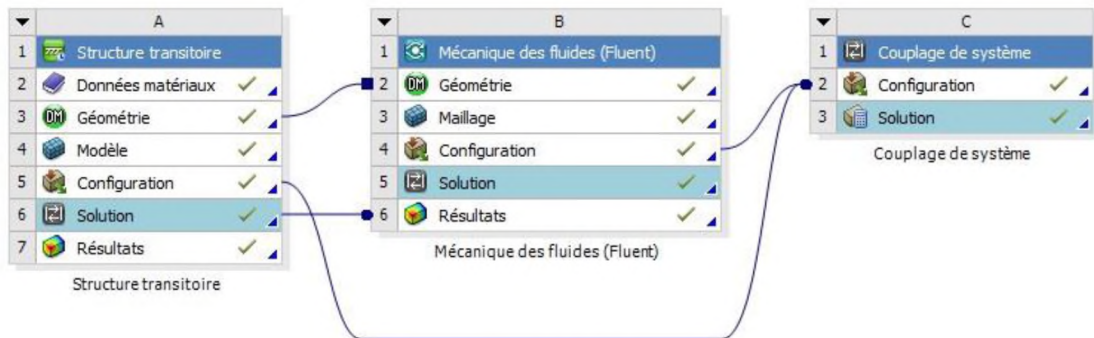 A
1 Structure transitoire
2 Données matériaux
3 DM Géométrie
4 Modèle
5 Configuration
6 Solution
7 Résultats
Structure transitoire
B
1 Mécanique des fluides (Fluent)
2 DM Géométrie
3 Maillage
4 Configuration
5 Solution
6 Résultats
Mécanique des fluides (Fluent)
C
1 Couplage de système
2 Configuration
3 Solution
Couplage de système